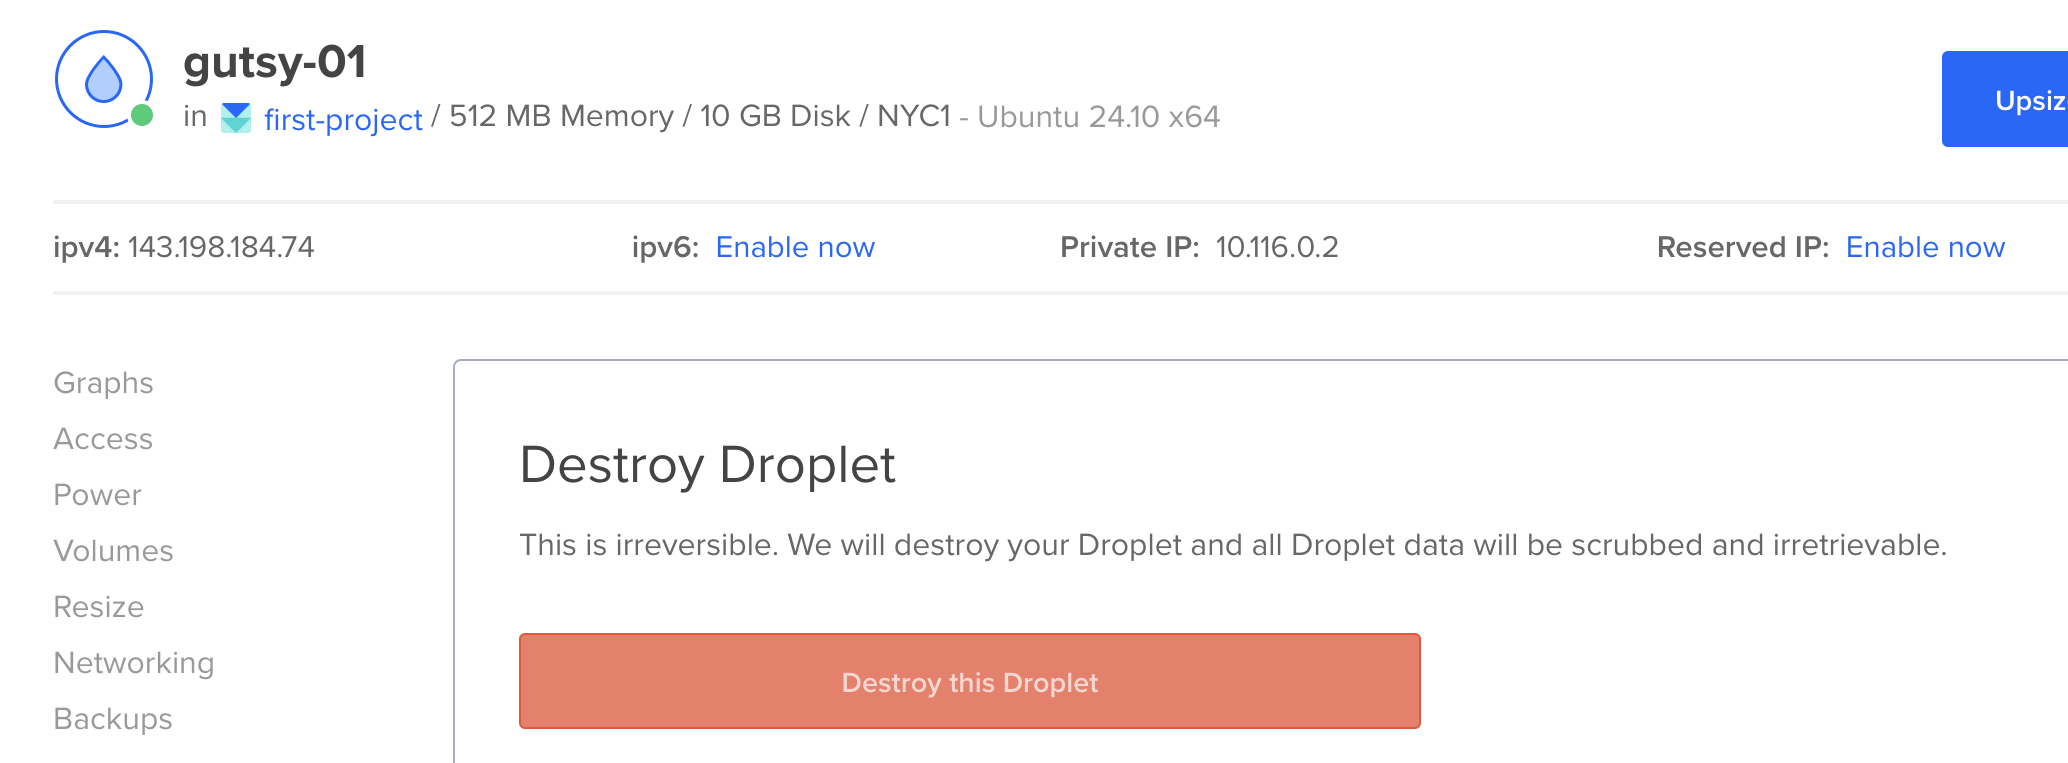 gutsy-01
in first-project / 512 MB Memory / 10 GB Disk / NYC1 - Ubuntu 24.10 x64
ipv4: 143.198.184.74 ipv6: Enable now Private IP: 10.116.0.2 Reserved IP: Enable now
Graphs
Access
Power
Volumes
Resize
Networking
Backups
Destroy Droplet
This is irreversible. We will destroy your Droplet and all Droplet data will be scrubbed and irretrievable.
Destroy this Droplet